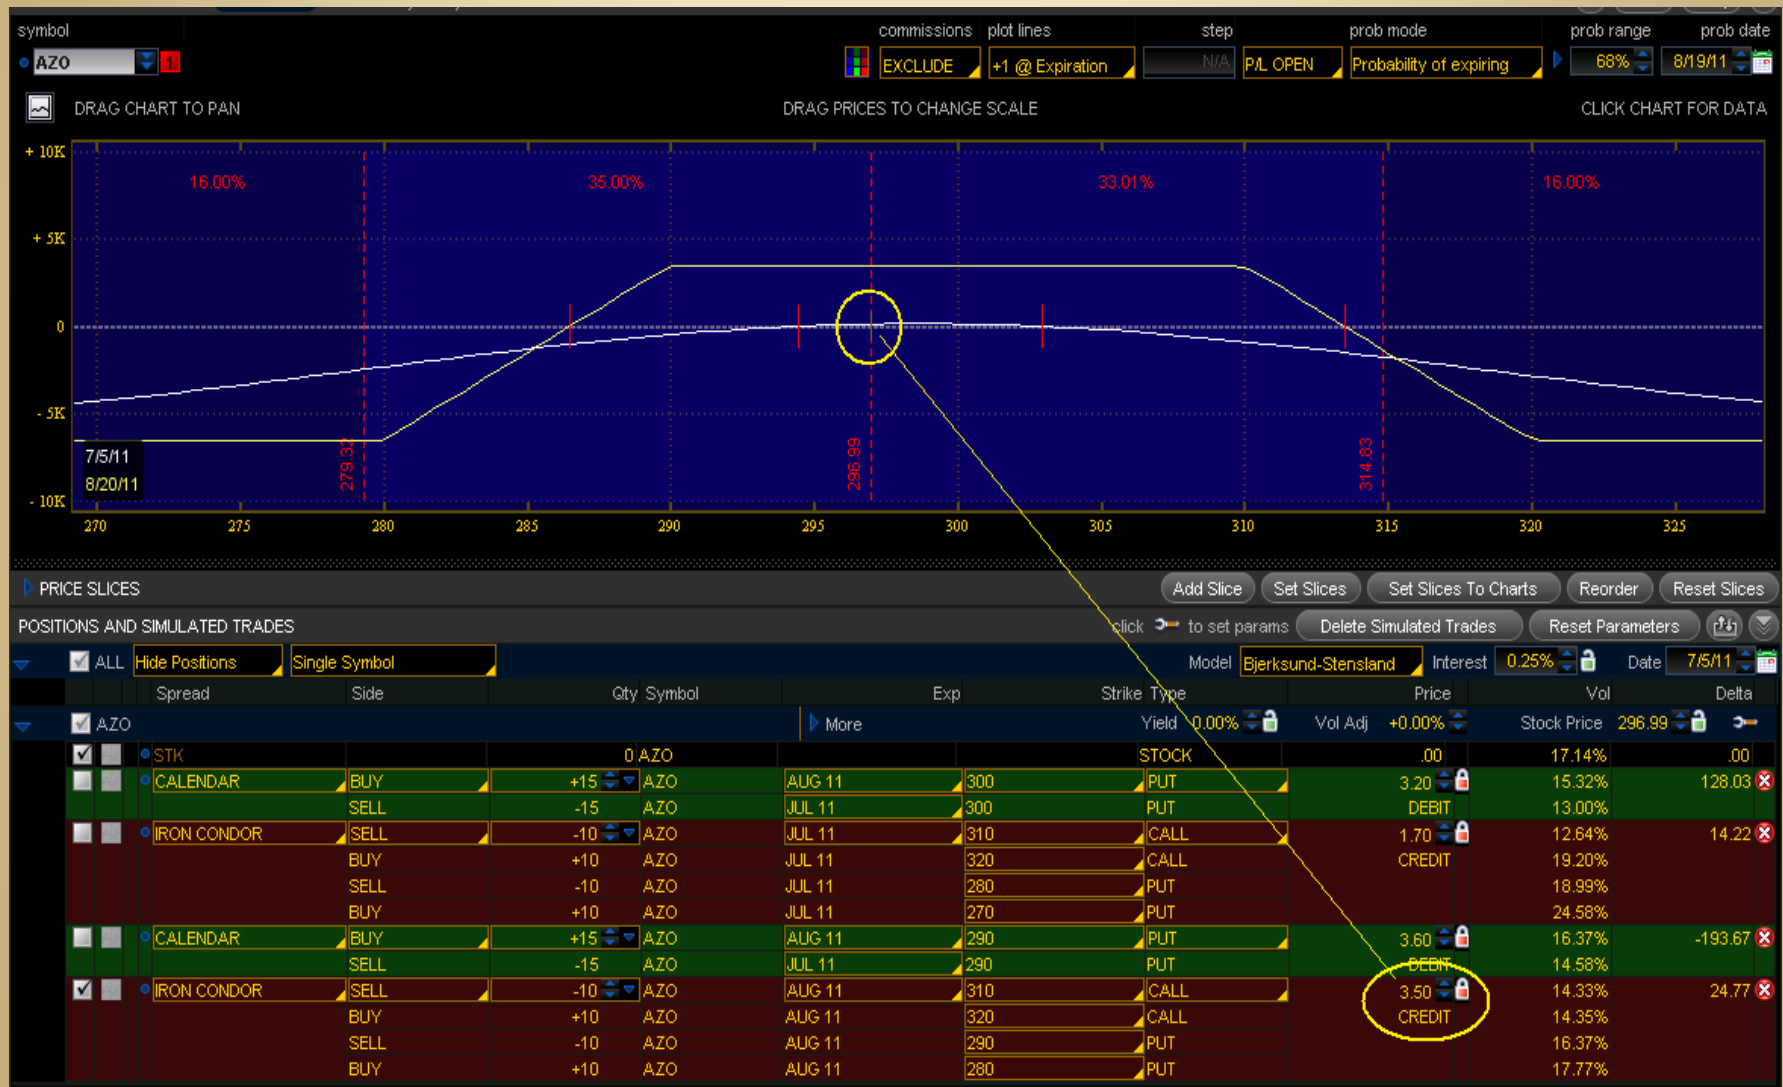 symbol commissions plot lines step prob mode prob range prob date
AZO 1 EXCLUDE +1 @ Expiration N/A P/L OPEN Probability of expiring 68% 8/19/11
DRAG CHART TO PAN DRAG PRICES TO CHANGE SCALE CLICK CHART FOR DATA
+ 10K
16.00% 35.00% 33.01% 16.00%
+ 5K
0
- 5K
7/5/11
8/20/11
279.32 296.99 314.83
- 10K
270 275 280 285 290 295 300 305 310 315 320 325
PRICE SLICES Add Slice Set Slices Set Slices To Charts Reorder Reset Slices
POSITIONS AND SIMULATED TRADES click to set params Delete Simulated Trades Reset Parameters
ALL Hide Positions Single Symbol Model Bjerksund-Stensland Interest 0.25% Date 7/5/11
Spread Side Qty Symbol Exp Strike Type Price Vol Delta
AZO More Yield 0.00% Vol Adj +0.00% Stock Price 296.99
STK 0 AZO STOCK .00 17.14% .00
CALENDAR BUY +15 AZO AUG 11 300 PUT 3.20 15.32% 128.03
SELL -15 AZO JUL 11 300 PUT DEBIT 13.00%
IRON CONDOR SELL -10 AZO JUL 11 310 CALL 1.70 12.64% 14.22
BUY +10 AZO JUL 11 320 CALL CREDIT 19.20%
SELL -10 AZO JUL 11 280 PUT 18.99%
BUY +10 AZO JUL 11 270 PUT 24.58%
CALENDAR BUY +15 AZO AUG 11 290 PUT 3.60 16.37% -193.67
SELL -15 AZO JUL 11 290 PUT DEBIT 14.58%
IRON CONDOR SELL -10 AZO AUG 11 310 CALL 3.50 14.33% 24.77
BUY +10 AZO AUG 11 320 CALL CREDIT 14.35%
SELL -10 AZO AUG 11 290 PUT 16.37%
BUY +10 AZO AUG 11 280 PUT 17.77%